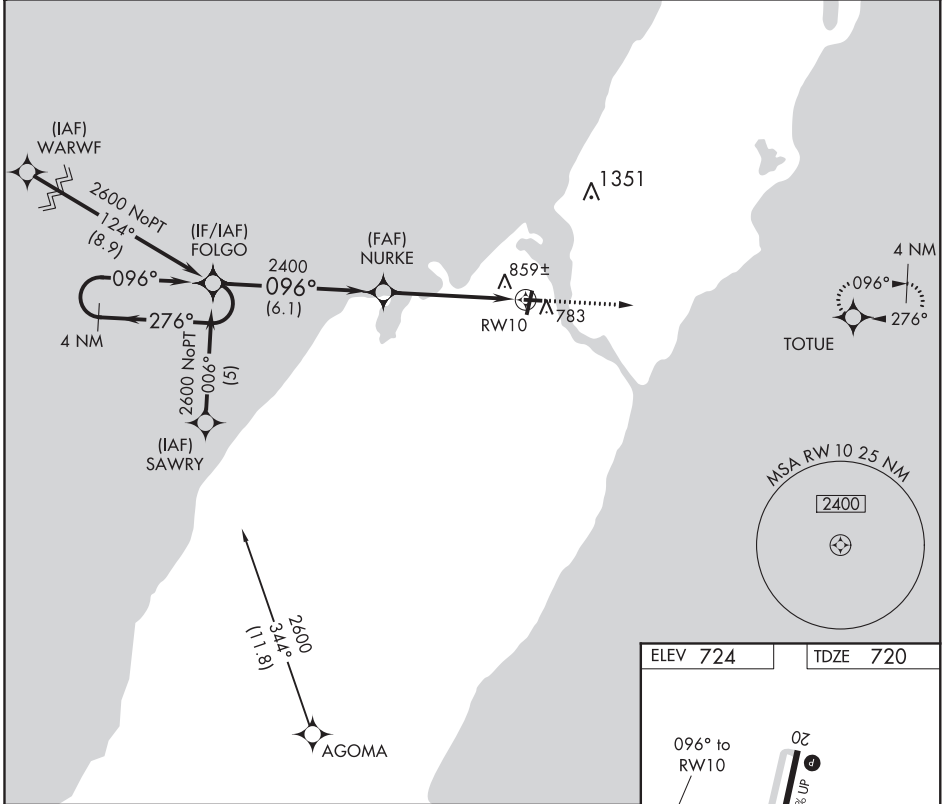 (IAF)
WARWF
2600 NoPT
124°
(8.9)
(IF/IAF)
FOLGO
096°
276°
4 NM
2400
096°
(6.1)
(FAF)
NURKE
1351
859±
783
RW10
4 NM
096°
276°
TOTUE
2600 NoPT
006°
(5)
(IAF)
SAWRY
MSA RW 10 25 NM
2400
2600
344°
(11.8)
AGOMA
ELEV 724
TDZE 720
096° to
RW10
20
P
% UP